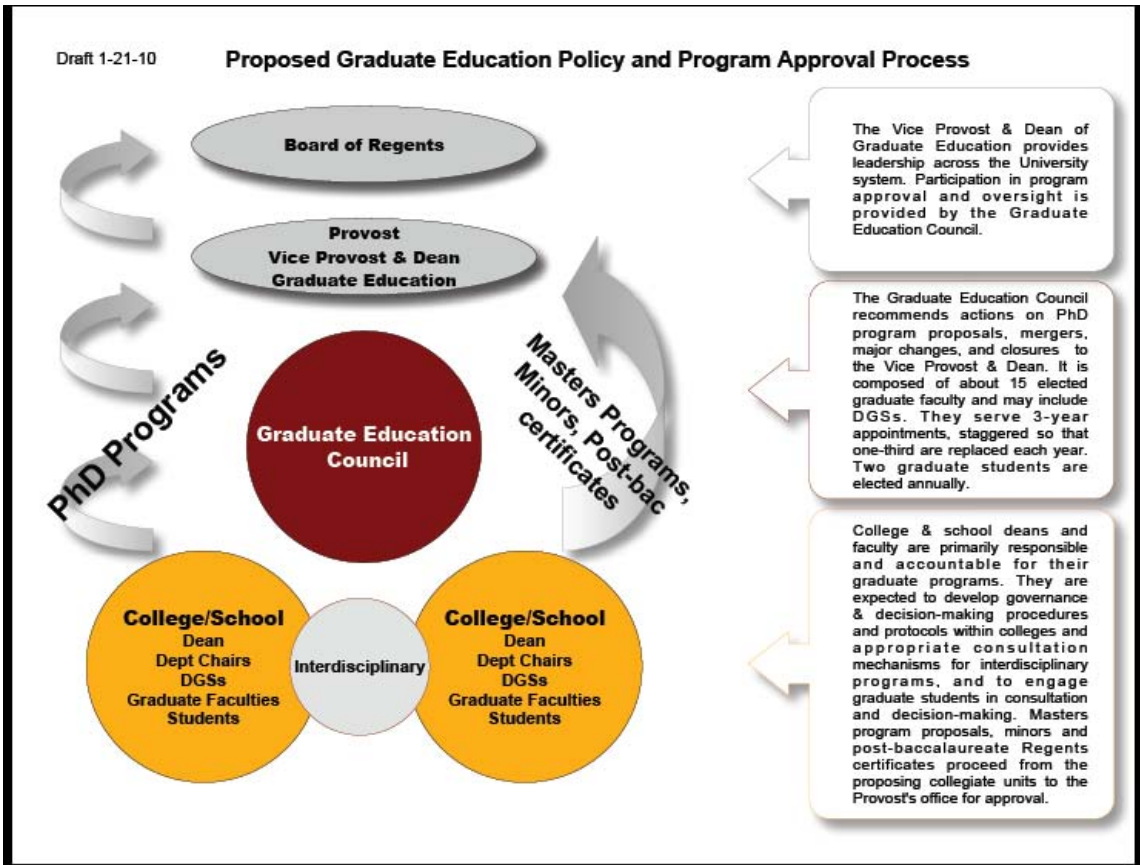 Draft 1-21-10
Proposed Graduate Education Policy and Program Approval Process
Board of Regents
Provost
Vice Provost & Dean
Graduate Education
PhD Programs
Masters Programs,
Minors, Post-bac
certificates
Graduate Education
Council
College/School
Dean
Dept Chairs
DGSs
Graduate Faculties
Students
Interdisciplinary
College/School
Dean
Dept Chairs
DGSs
Graduate Faculties
Students
The Vice Provost & Dean of
Graduate Education provides
leadership across the University
system. Participation in program
approval and oversight is
provided by the Graduate
Education Council.
The Graduate Education Council
recommends actions on PhD
program proposals, mergers,
major changes, and closures to
the Vice Provost & Dean. It is
composed of about 15 elected
graduate faculty and may include
DGSs. They serve 3-year
appointments, staggered so that
one-third are replaced each year.
Two graduate students are
elected annually.
College & school deans and
faculty are primarily responsible
and accountable for their
graduate programs. They are
expected to develop governance
& decision-making procedures
and protocols within colleges and
appropriate consultation
mechanisms for interdisciplinary
programs, and to engage
graduate students in consultation
and decision-making. Masters
program proposals, minors and
post-baccalaureate Regents
certificates proceed from the
proposing collegiate units to the
Provost's office for approval.